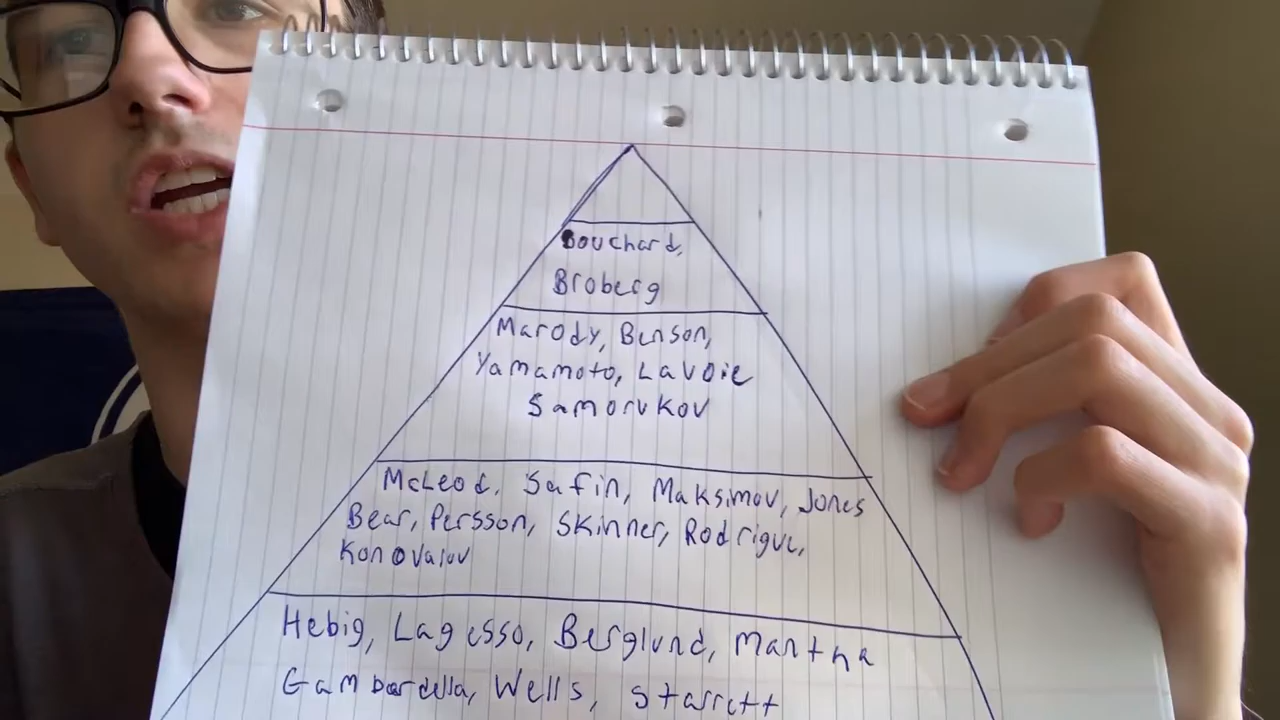 Bouchard,
Broberg
Marody, Benson,
Yamamoto, Lavoie
Samorukov
McLeod, Safin, Maksimov, Jones
Bear, Persson, Skinner, Rodrigue,
Konovalov
Hebig, Lagesso, Berglund, Mantha
Gambardella, Wells, Starrett